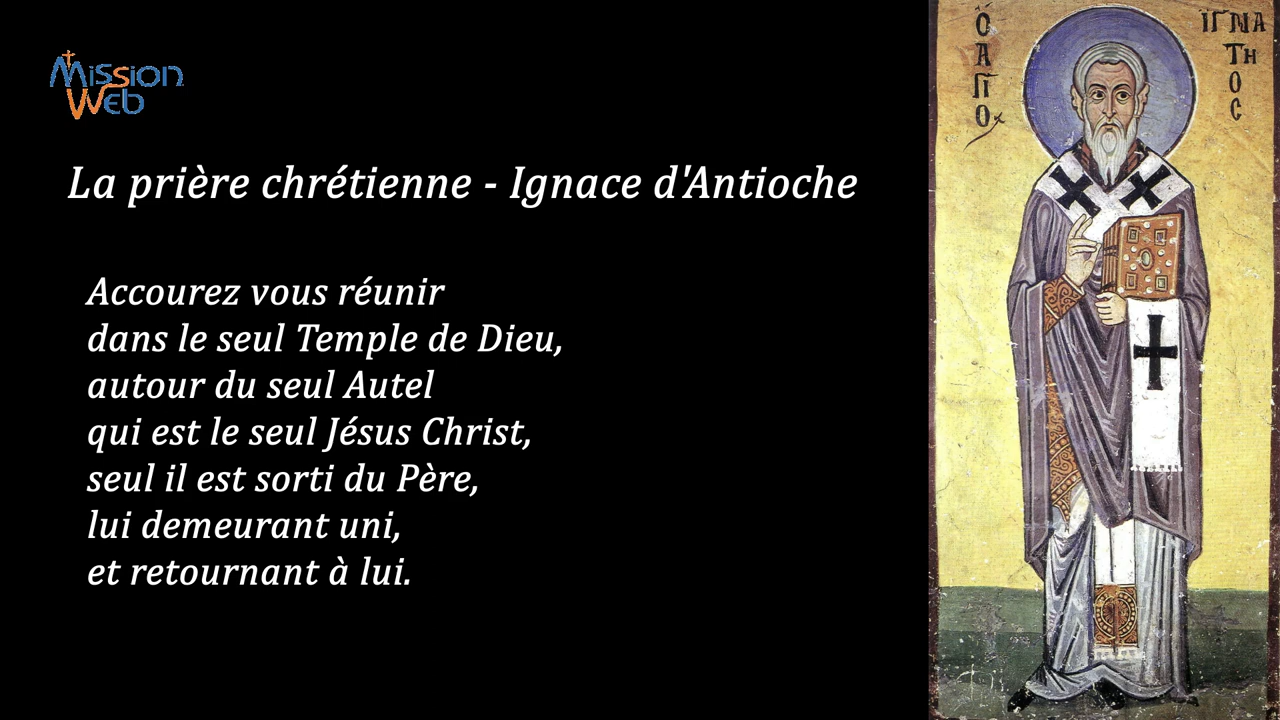 Mission
Web
La prière chrétienne - Ignace d'Antioche
Accourez vous réunir
dans le seul Temple de Dieu,
autour du seul Autel
qui est le seul Jésus Christ,
seul il est sorti du Père,
lui demeurant uni,
et retournant à lui.
Ὁ
Α
Γ
Ι
Ο
Ϲ
ΪΓΝΑ
ΤΗ
Ο
Ϲ